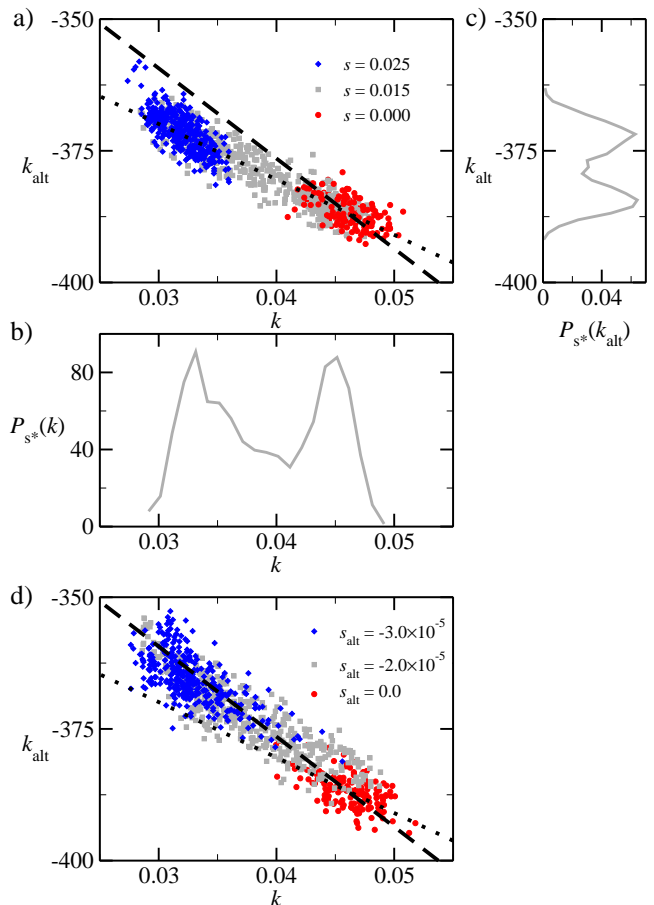 a)
-350
-375
-400
k_alt
s = 0.025
s = 0.015
s = 0.000
0.03
0.04
0.05
k
c)
-350
-375
-400
k_alt
0
0.04
P_s*(k_alt)
b)
80
40
0
P_s*(k)
0.03
0.04
0.05
k
d)
-350
-375
-400
k_alt
s_alt = -3.0×10^-5
s_alt = -2.0×10^-5
s_alt = 0.0
0.03
0.04
0.05
k